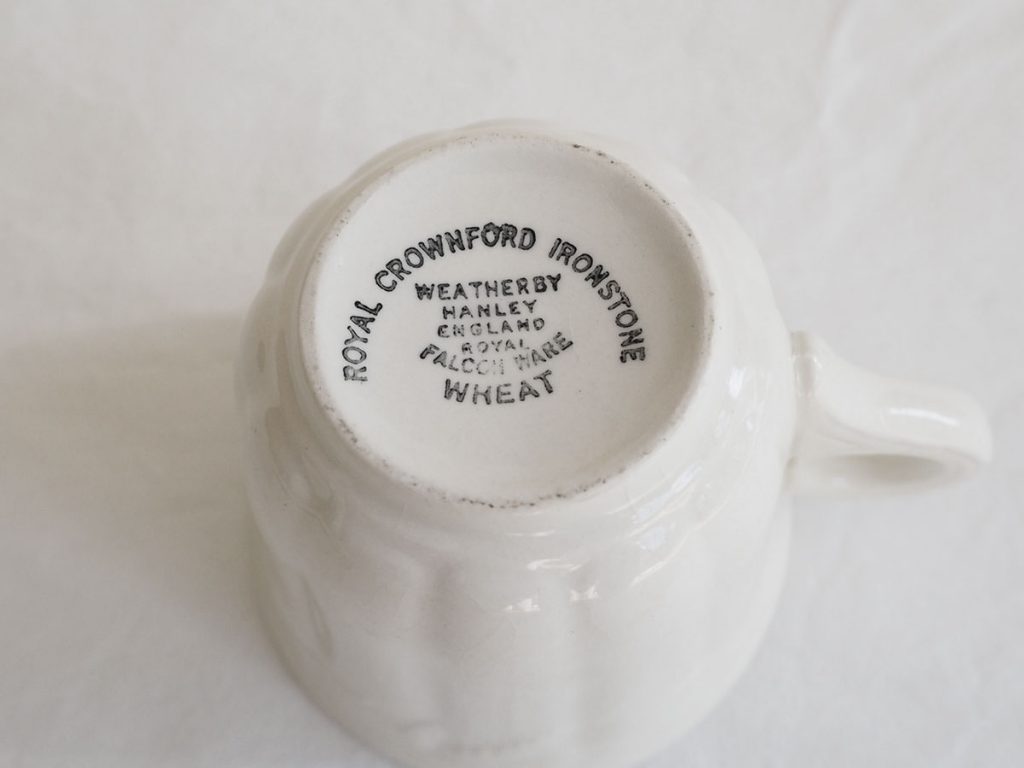 ROYAL CROWNFORD IRONSTONE
WEATHERBY
HANLEY
ENGLAND
ROYAL
FALCON WARE
WHEAT